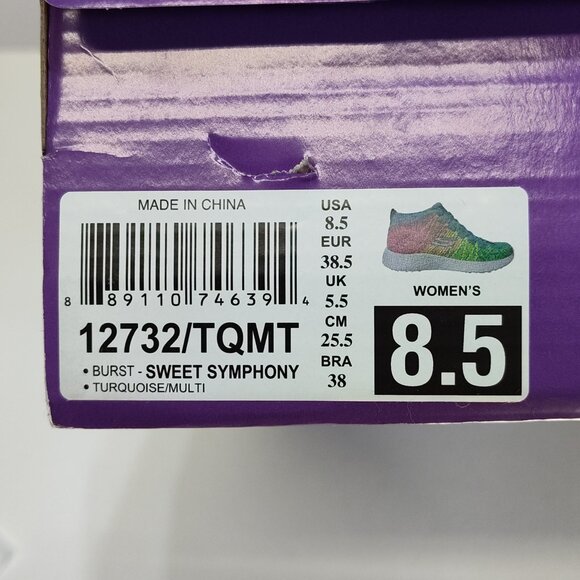 MADE IN CHINA
8 89110 74639 4
12732/TQMT
• BURST - SWEET SYMPHONY
• TURQUOISE/MULTI
USA
8.5
EUR
38.5
UK
5.5
CM
25.5
BRA
38
WOMEN'S
8.5